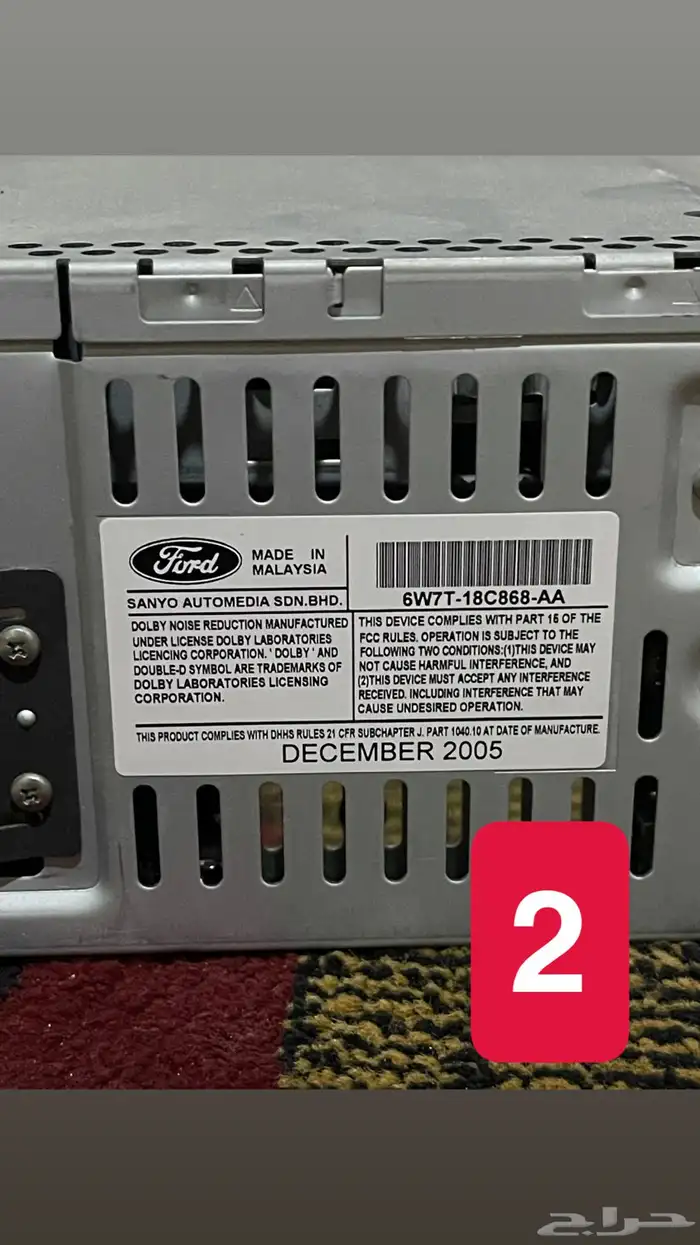 Ford
MADE IN
MALAYSIA
SANYO AUTOMEDIA SDN.BHD.
6W7T-18C868-AA
DOLBY NOISE REDUCTION MANUFACTURED
UNDER LICENSE DOLBY LABORATORIES
LICENCING CORPORATION. ' DOLBY ' AND
DOUBLE-D SYMBOL ARE TRADEMARKS OF
DOLBY LABORATORIES LICENSING
CORPORATION.
THIS DEVICE COMPLIES WITH PART 15 OF THE
FCC RULES. OPERATION IS SUBJECT TO THE
FOLLOWING TWO CONDITIONS:(1)THIS DEVICE MAY
NOT CAUSE HARMFUL INTERFERENCE, AND
(2)THIS DEVICE MUST ACCEPT ANY INTERFERENCE
RECEIVED. INCLUDING INTERFERENCE THAT MAY
CAUSE UNDESIRED OPERATION.
THIS PRODUCT COMPLIES WITH DHHS RULES 21 CFR SUBCHAPTER J. PART 1040.10 AT DATE OF MANUFACTURE.
DECEMBER 2005
2
حراج